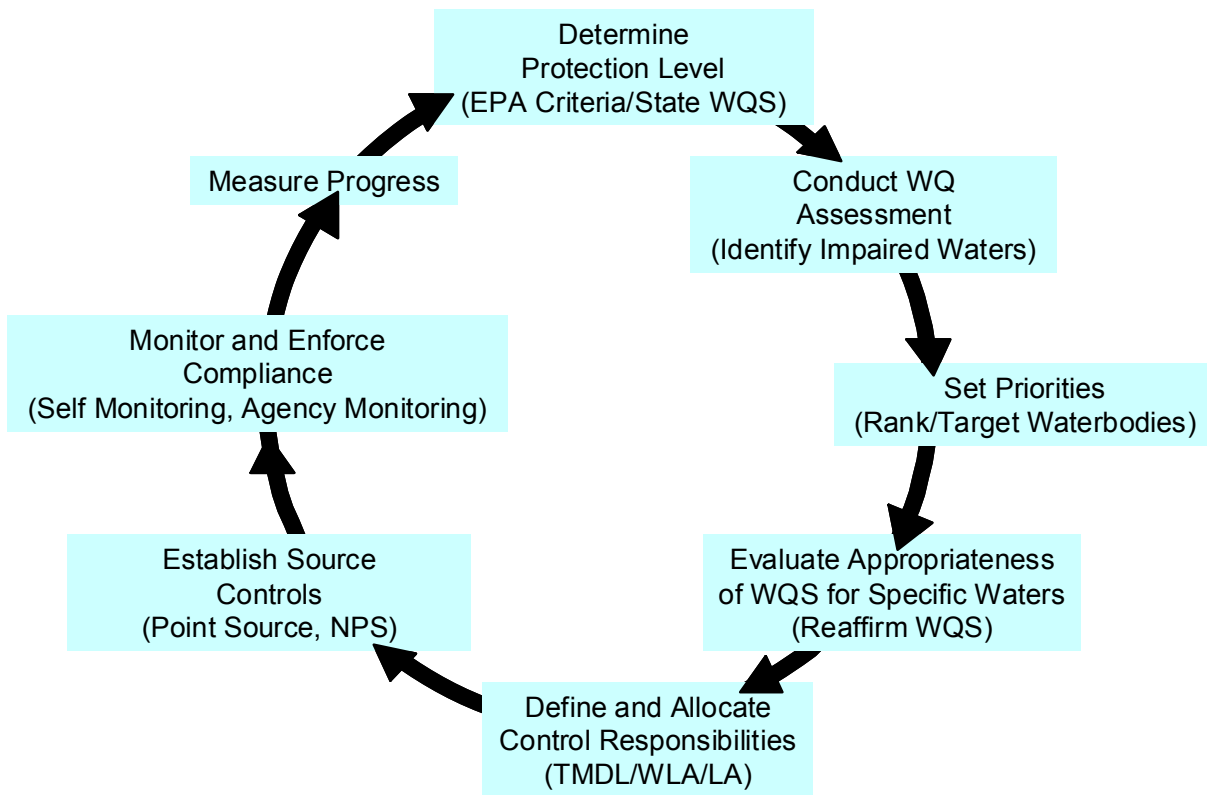 Determine
Protection Level
(EPA Criteria/State WQS)
Conduct WQ
Assessment
(Identify Impaired Waters)
Set Priorities
(Rank/Target Waterbodies)
Evaluate Appropriateness
of WQS for Specific Waters
(Reaffirm WQS)
Define and Allocate
Control Responsibilities
(TMDL/WLA/LA)
Establish Source
Controls
(Point Source, NPS)
Monitor and Enforce
Compliance
(Self Monitoring, Agency Monitoring)
Measure Progress